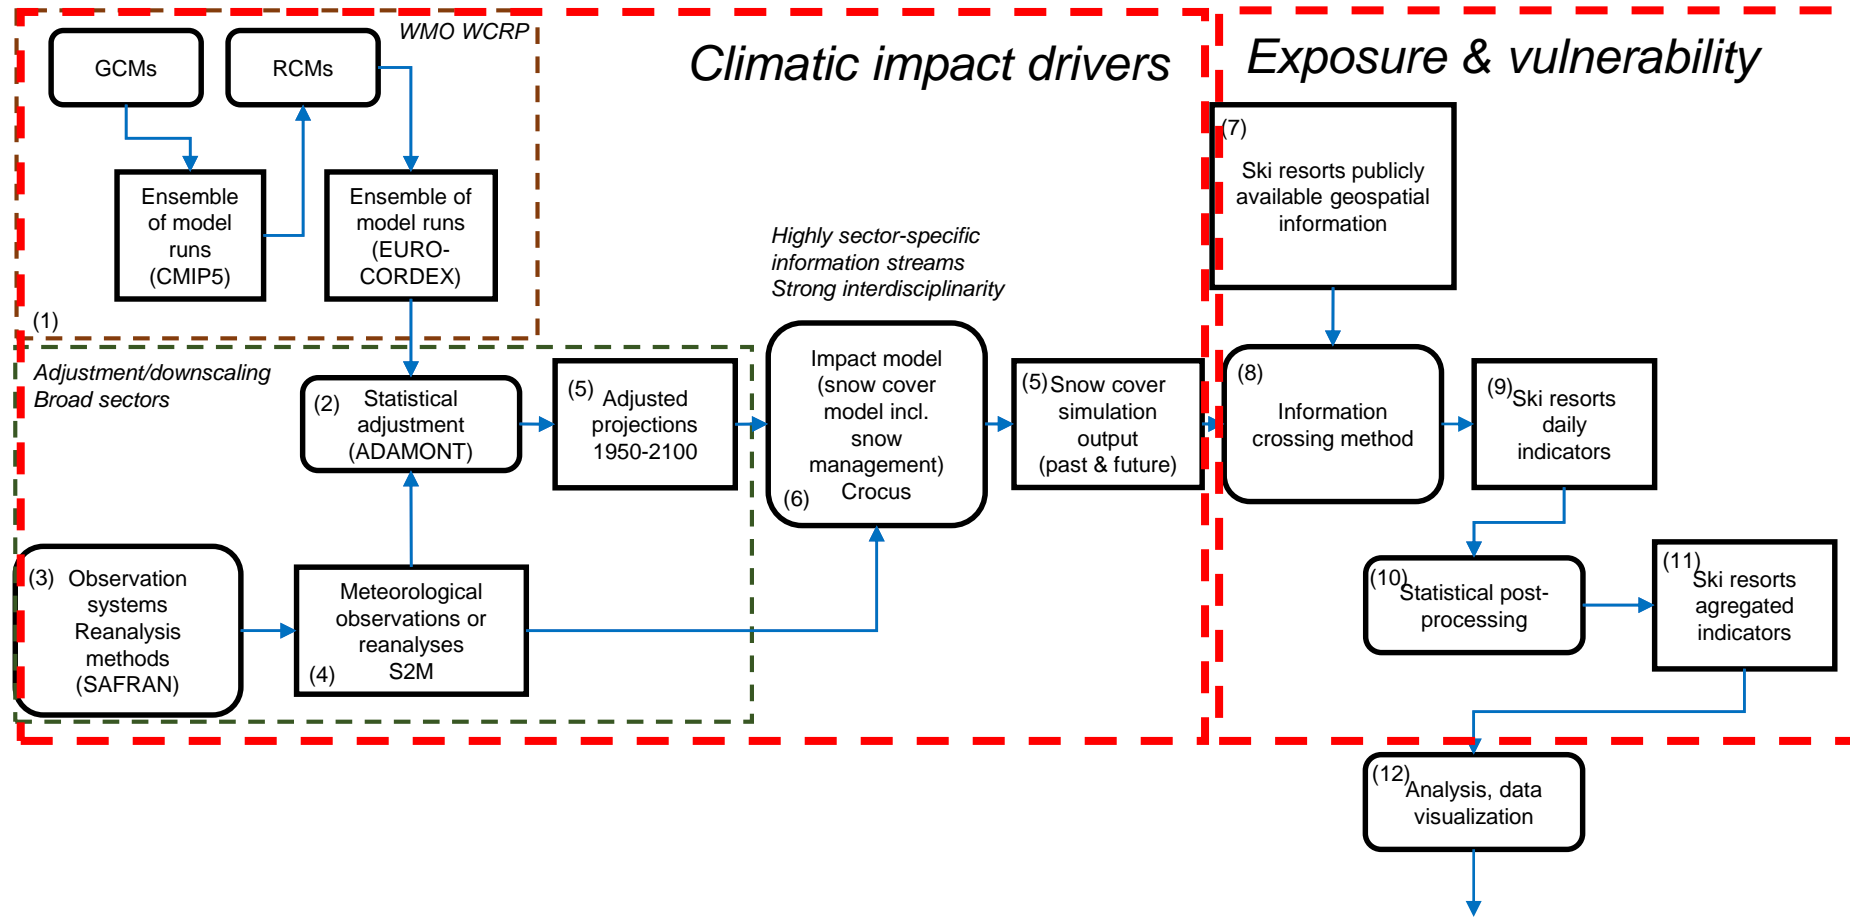 WMO WCRP
Climatic impact drivers
Exposure & vulnerability
GCMs
RCMs
Ensemble
of model
runs
(CMIP5)
Ensemble of
model runs
(EURO-
CORDEX)
(1)
(7)
Ski resorts publicly
available geospatial
information
Highly sector-specific
information streams
Strong interdisciplinarity
Adjustment/downscaling
Broad sectors
(2)
Statistical
adjustment
(ADAMONT)
(5)
Adjusted
projections
1950-2100
Impact model
(snow cover
model incl.
snow
management)
Crocus
(6)
(5)
Snow cover
simulation
output
(past & future)
(8)
Information
crossing method
(9)
Ski resorts
daily
indicators
(3)
Observation
systems
Reanalysis
methods
(SAFRAN)
Meteorological
observations or
reanalyses
S2M
(4)
(10)
Statistical post-
processing
(11)
Ski resorts
agregated
indicators
(12)
Analysis, data
visualization